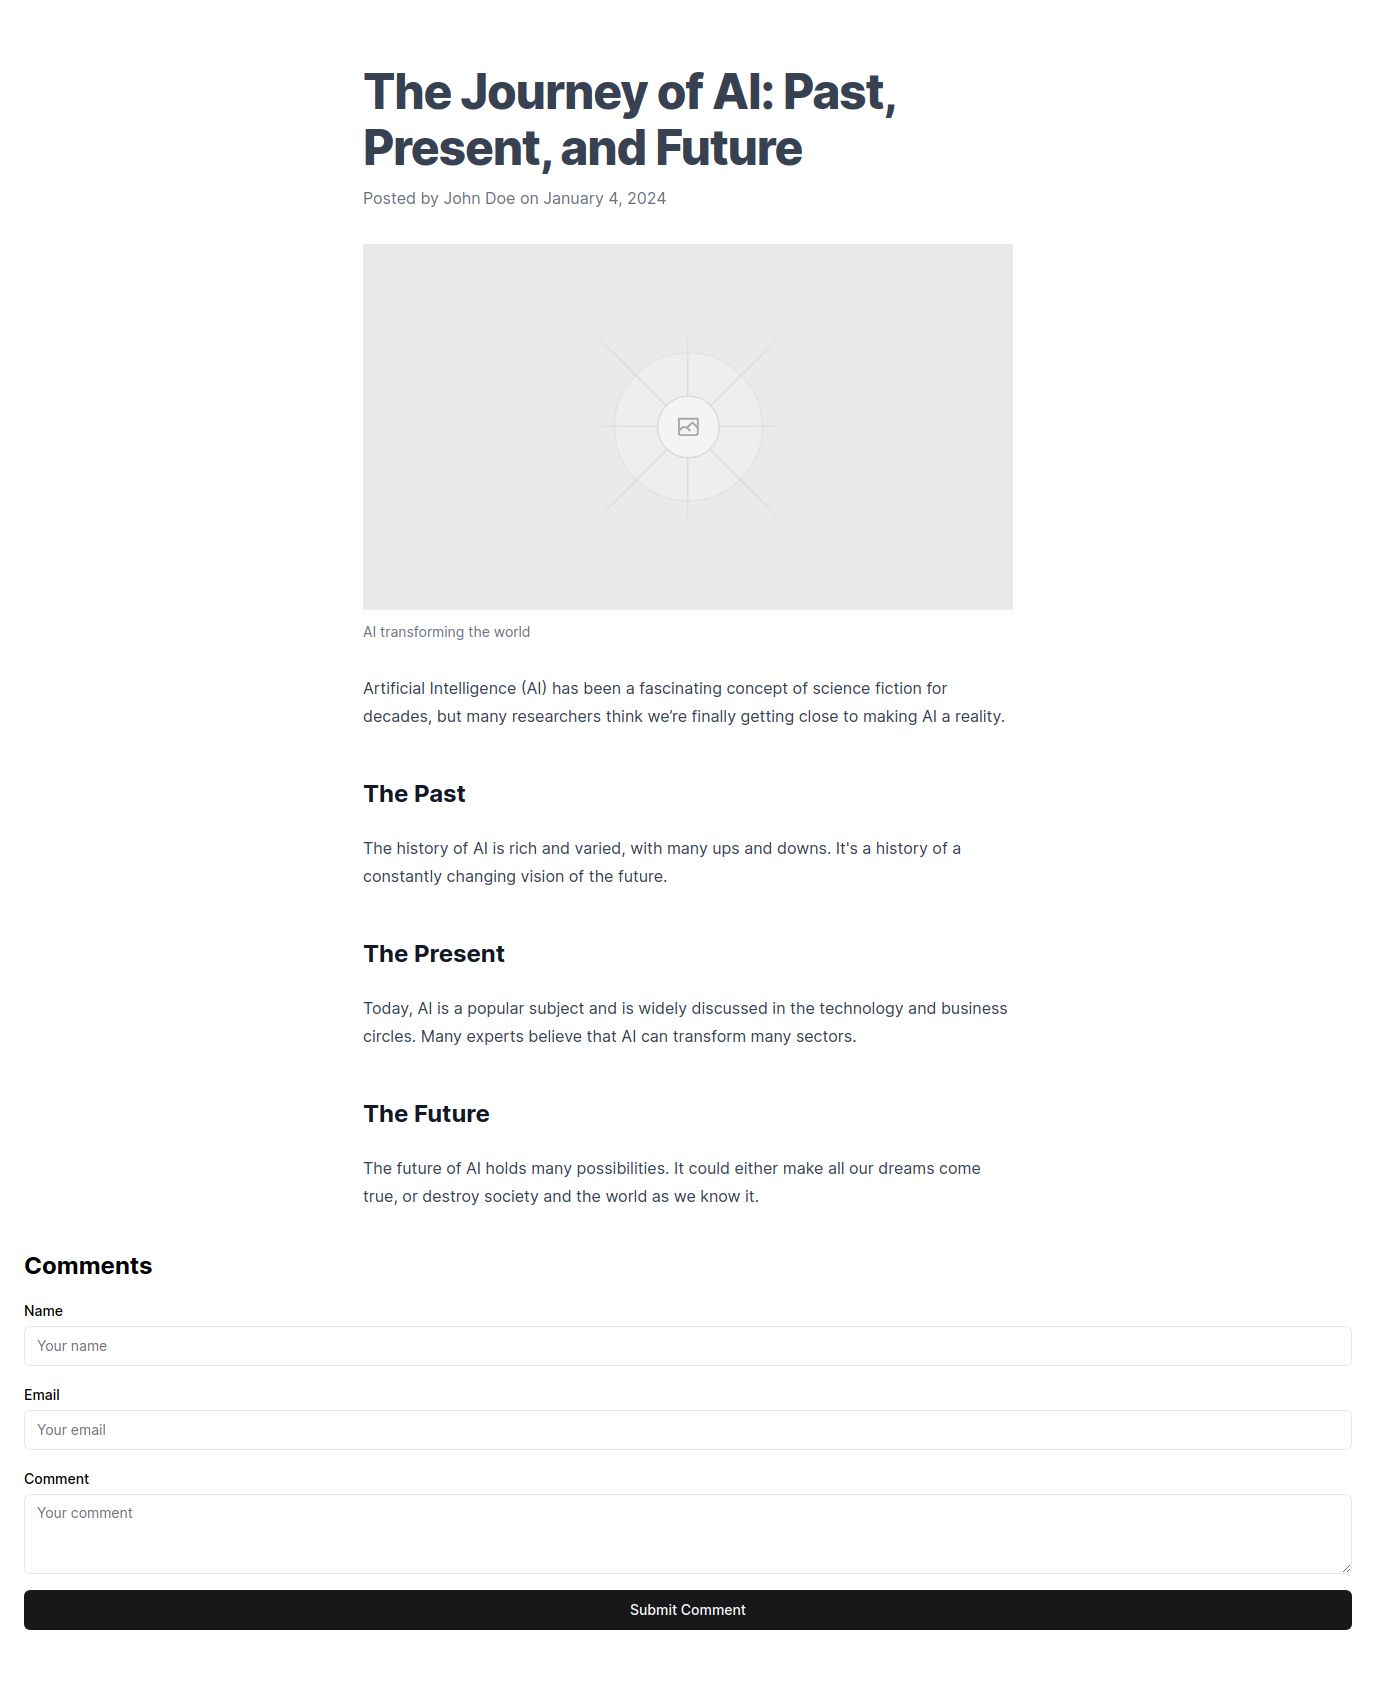 The Journey of AI: Past,
Present, and Future
Posted by John Doe on January 4, 2024
AI transforming the world
Artificial Intelligence (AI) has been a fascinating concept of science fiction for
decades, but many researchers think we’re finally getting close to making AI a reality.
The Past
The history of AI is rich and varied, with many ups and downs. It's a history of a
constantly changing vision of the future.
The Present
Today, AI is a popular subject and is widely discussed in the technology and business
circles. Many experts believe that AI can transform many sectors.
The Future
The future of AI holds many possibilities. It could either make all our dreams come
true, or destroy society and the world as we know it.
Comments
Name
Your name
Email
Your email
Comment
Your comment
Submit Comment